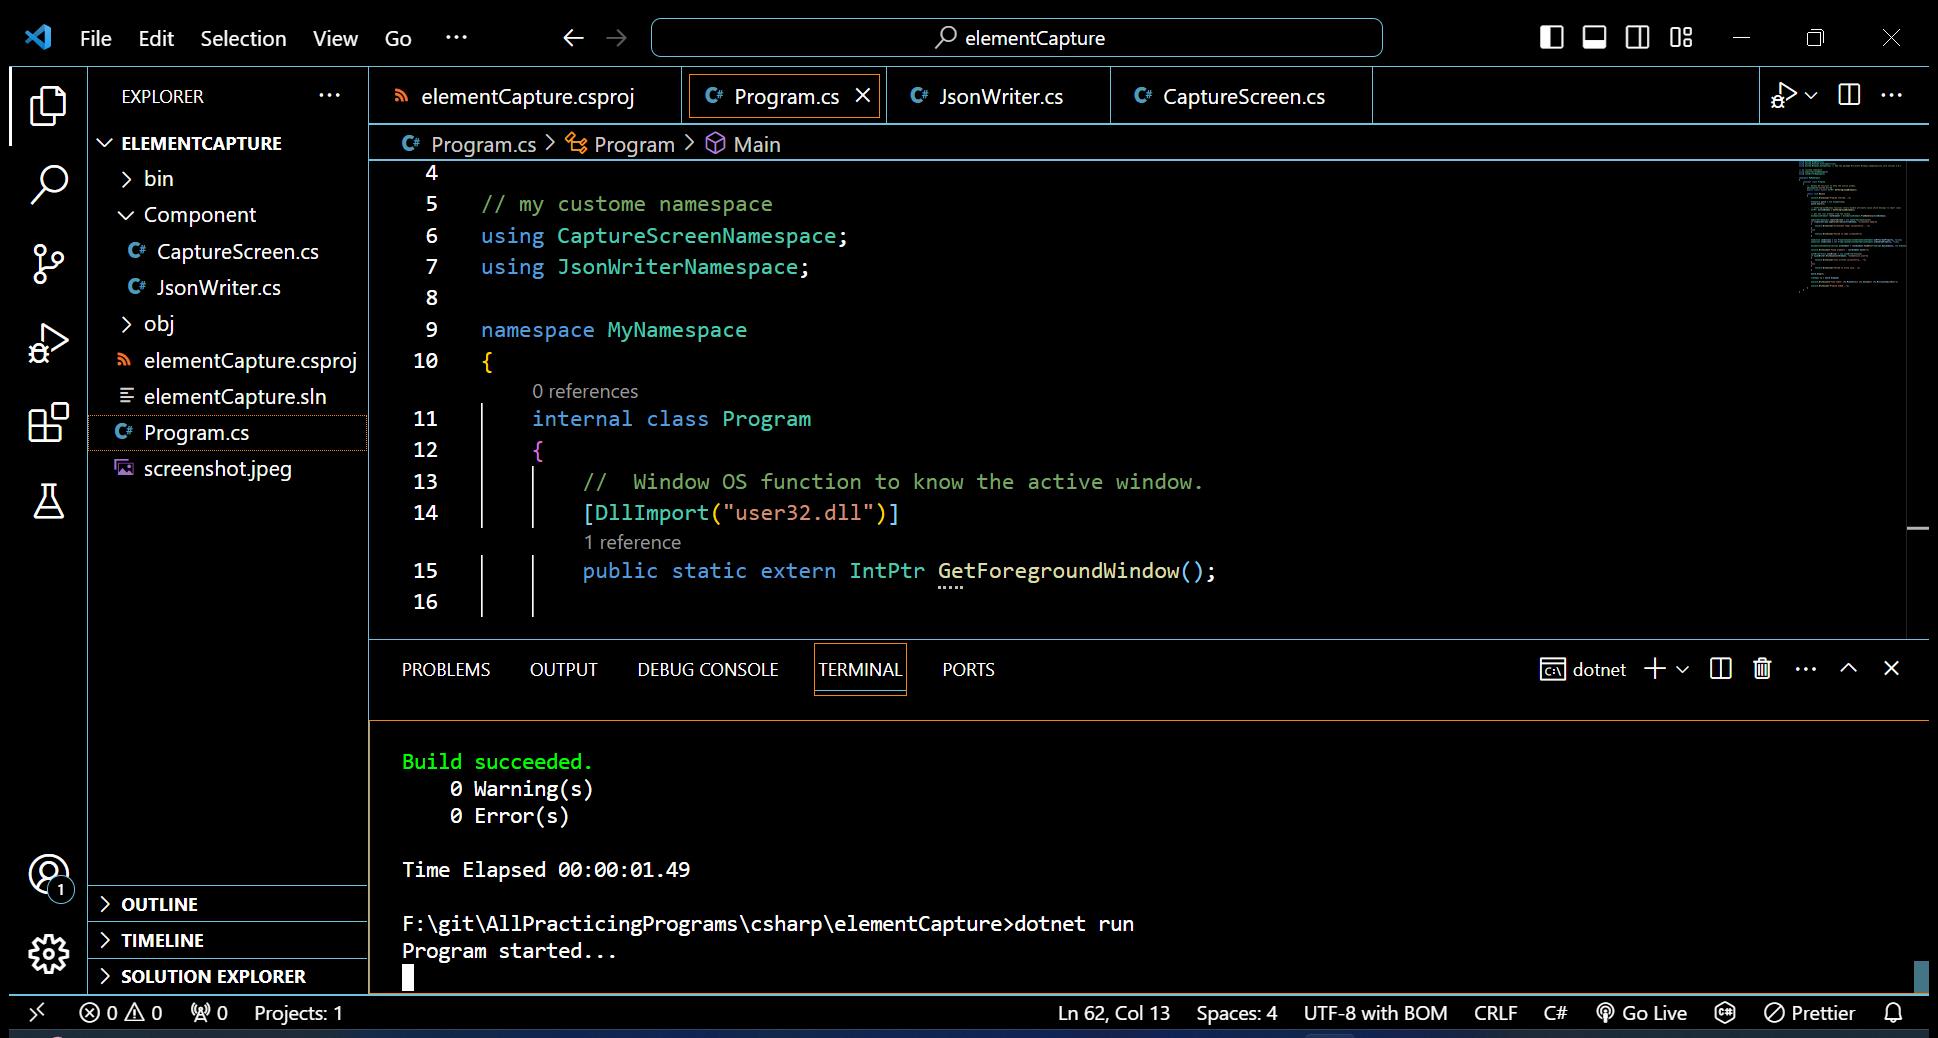 File Edit Selection View Go ··· elementCapture
EXPLORER ···
elementCapture.csproj Program.cs JsonWriter.cs CaptureScreen.cs
ELEMENTCAPTURE
bin
Component
CaptureScreen.cs
JsonWriter.cs
obj
elementCapture.csproj
elementCapture.sln
Program.cs
screenshot.jpeg
OUTLINE
TIMELINE
SOLUTION EXPLORER
1
Program.cs > Program > Main
4
5 // my custome namespace
6 using CaptureScreenNamespace;
7 using JsonWriterNamespace;
8
9 namespace MyNamespace
10 {
0 references
11 internal class Program
12 {
13 //  Window OS function to know the active window.
14 [DllImport("user32.dll")]
1 reference
15 public static extern IntPtr GetForegroundWindow();
16
PROBLEMS OUTPUT DEBUG CONSOLE TERMINAL PORTS dotnet
Build succeeded.
0 Warning(s)
0 Error(s)
Time Elapsed 00:00:01.49
F:\git\AllPracticingPrograms\csharp\elementCapture>dotnet run
Program started...
0 0 0 Projects: 1 Ln 62, Col 13 Spaces: 4 UTF-8 with BOM CRLF C# Go Live Prettier